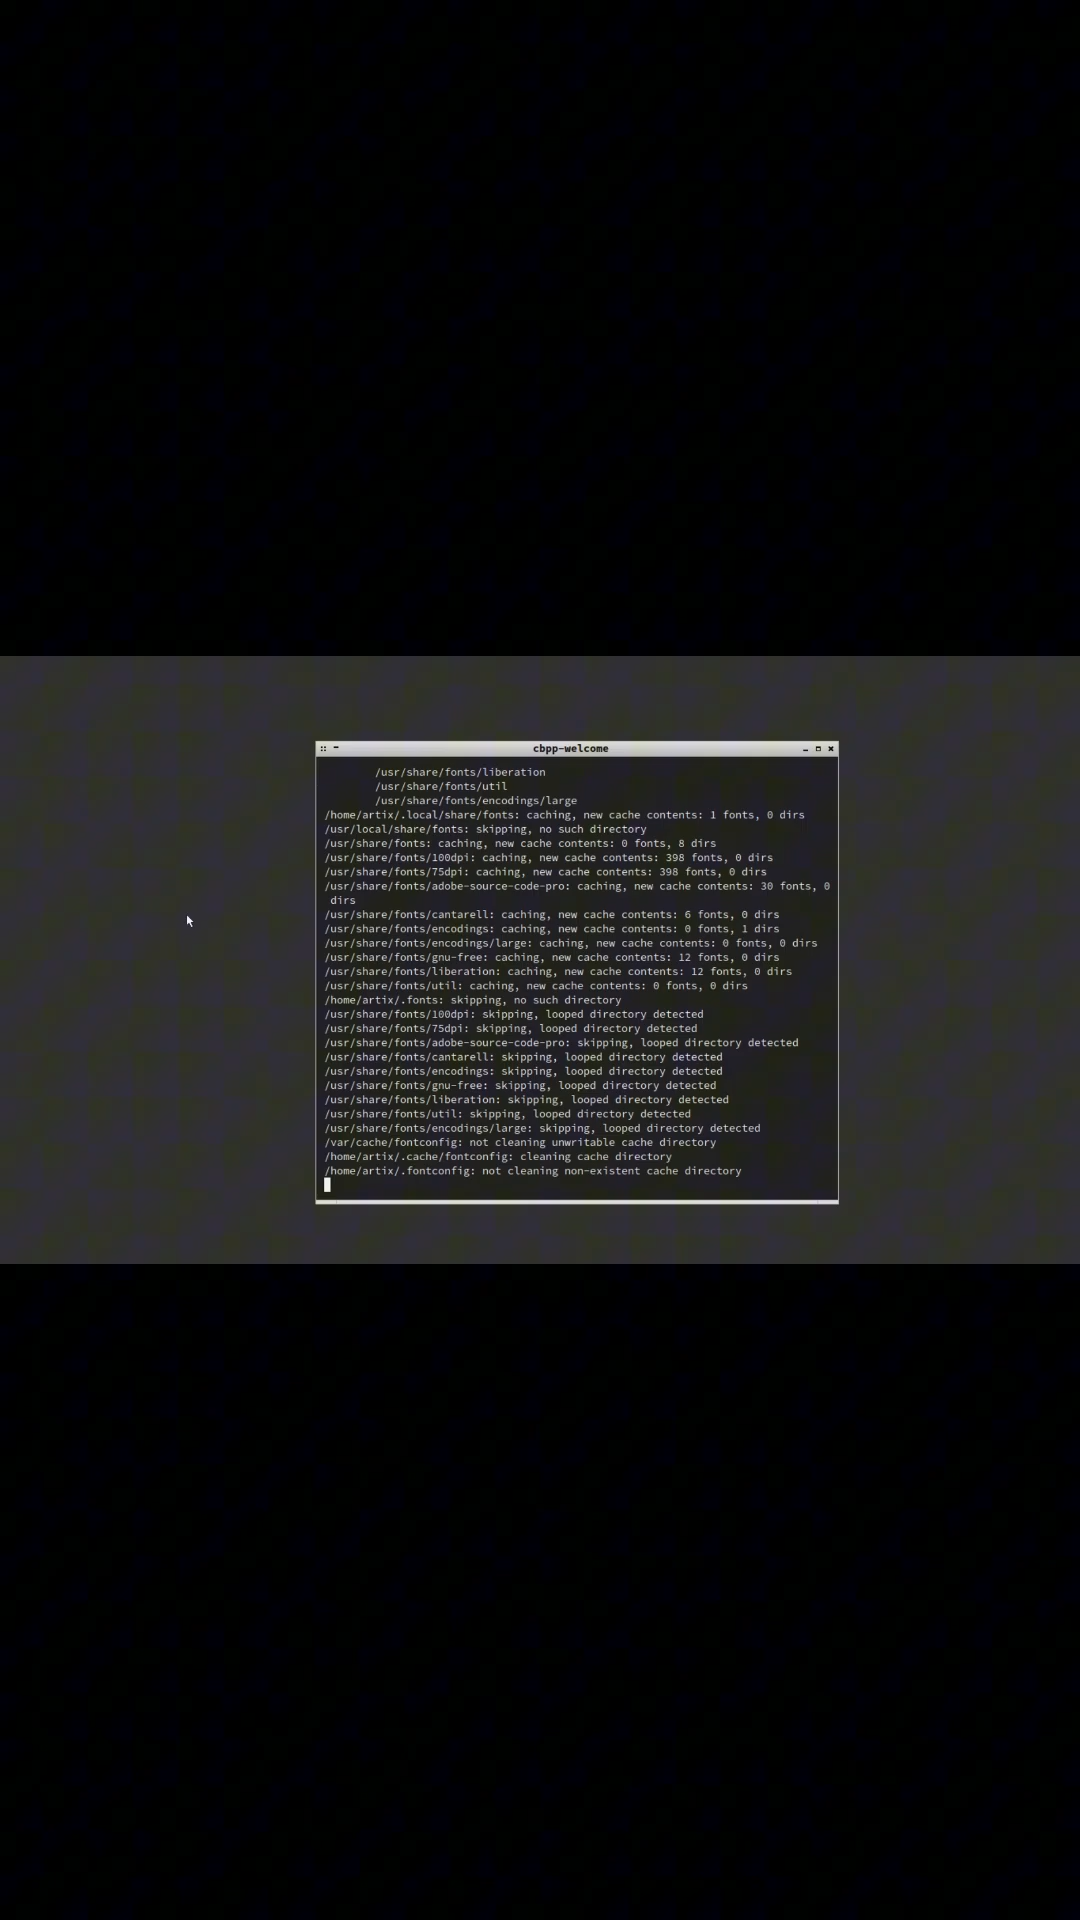 cbpp-welcome
/usr/share/fonts/liberation
/usr/share/fonts/util
/usr/share/fonts/encodings/large
/home/artix/.local/share/fonts: caching, new cache contents: 1 fonts, 0 dirs
/usr/local/share/fonts: skipping, no such directory
/usr/share/fonts: caching, new cache contents: 0 fonts, 8 dirs
/usr/share/fonts/100dpi: caching, new cache contents: 398 fonts, 0 dirs
/usr/share/fonts/75dpi: caching, new cache contents: 398 fonts, 0 dirs
/usr/share/fonts/adobe-source-code-pro: caching, new cache contents: 30 fonts, 0
dirs
/usr/share/fonts/cantarell: caching, new cache contents: 6 fonts, 0 dirs
/usr/share/fonts/encodings: caching, new cache contents: 0 fonts, 1 dirs
/usr/share/fonts/encodings/large: caching, new cache contents: 0 fonts, 0 dirs
/usr/share/fonts/gnu-free: caching, new cache contents: 12 fonts, 0 dirs
/usr/share/fonts/liberation: caching, new cache contents: 12 fonts, 0 dirs
/usr/share/fonts/util: caching, new cache contents: 0 fonts, 0 dirs
/home/artix/.fonts: skipping, no such directory
/usr/share/fonts/100dpi: skipping, looped directory detected
/usr/share/fonts/75dpi: skipping, looped directory detected
/usr/share/fonts/adobe-source-code-pro: skipping, looped directory detected
/usr/share/fonts/cantarell: skipping, looped directory detected
/usr/share/fonts/encodings: skipping, looped directory detected
/usr/share/fonts/gnu-free: skipping, looped directory detected
/usr/share/fonts/liberation: skipping, looped directory detected
/usr/share/fonts/util: skipping, looped directory detected
/usr/share/fonts/encodings/large: skipping, looped directory detected
/var/cache/fontconfig: not cleaning unwritable cache directory
/home/artix/.cache/fontconfig: cleaning cache directory
/home/artix/.fontconfig: not cleaning non-existent cache directory